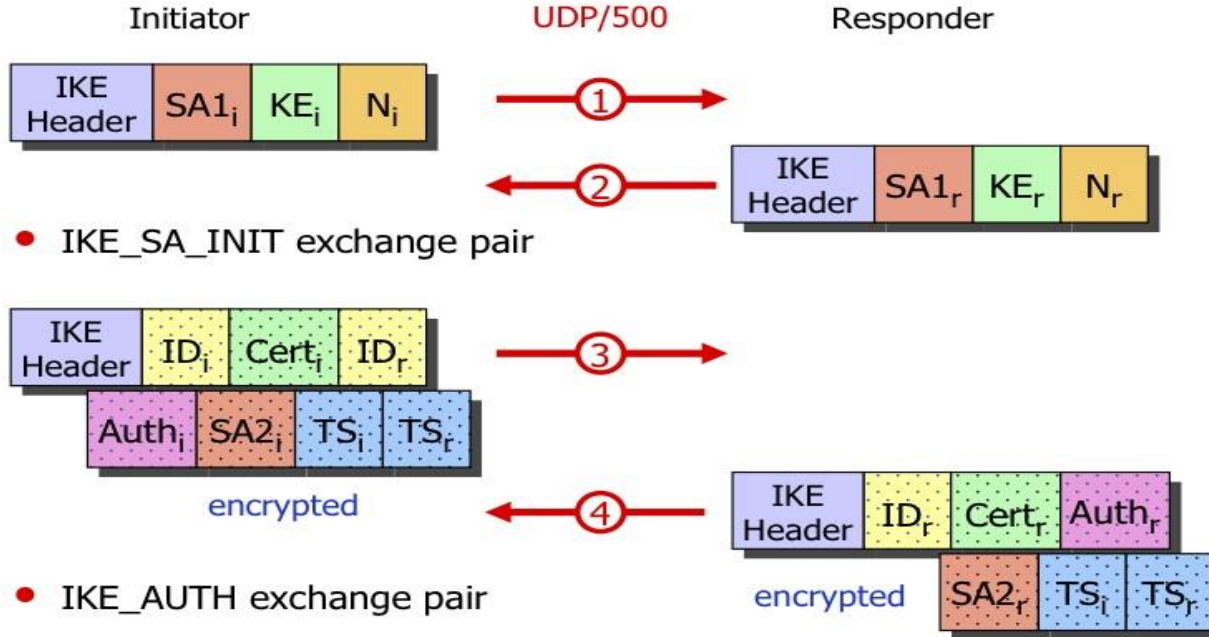 Initiator UDP/500 Responder
IKE Header SA1i KEi Ni
1
2
IKE Header SA1r KEr Nr
• IKE_SA_INIT exchange pair
IKE Header IDi Certi IDr
3
Authi SA2i TSi TSr
encrypted
4
IKE Header IDr Certr Authr
SA2r TSi TSr
encrypted
• IKE_AUTH exchange pair